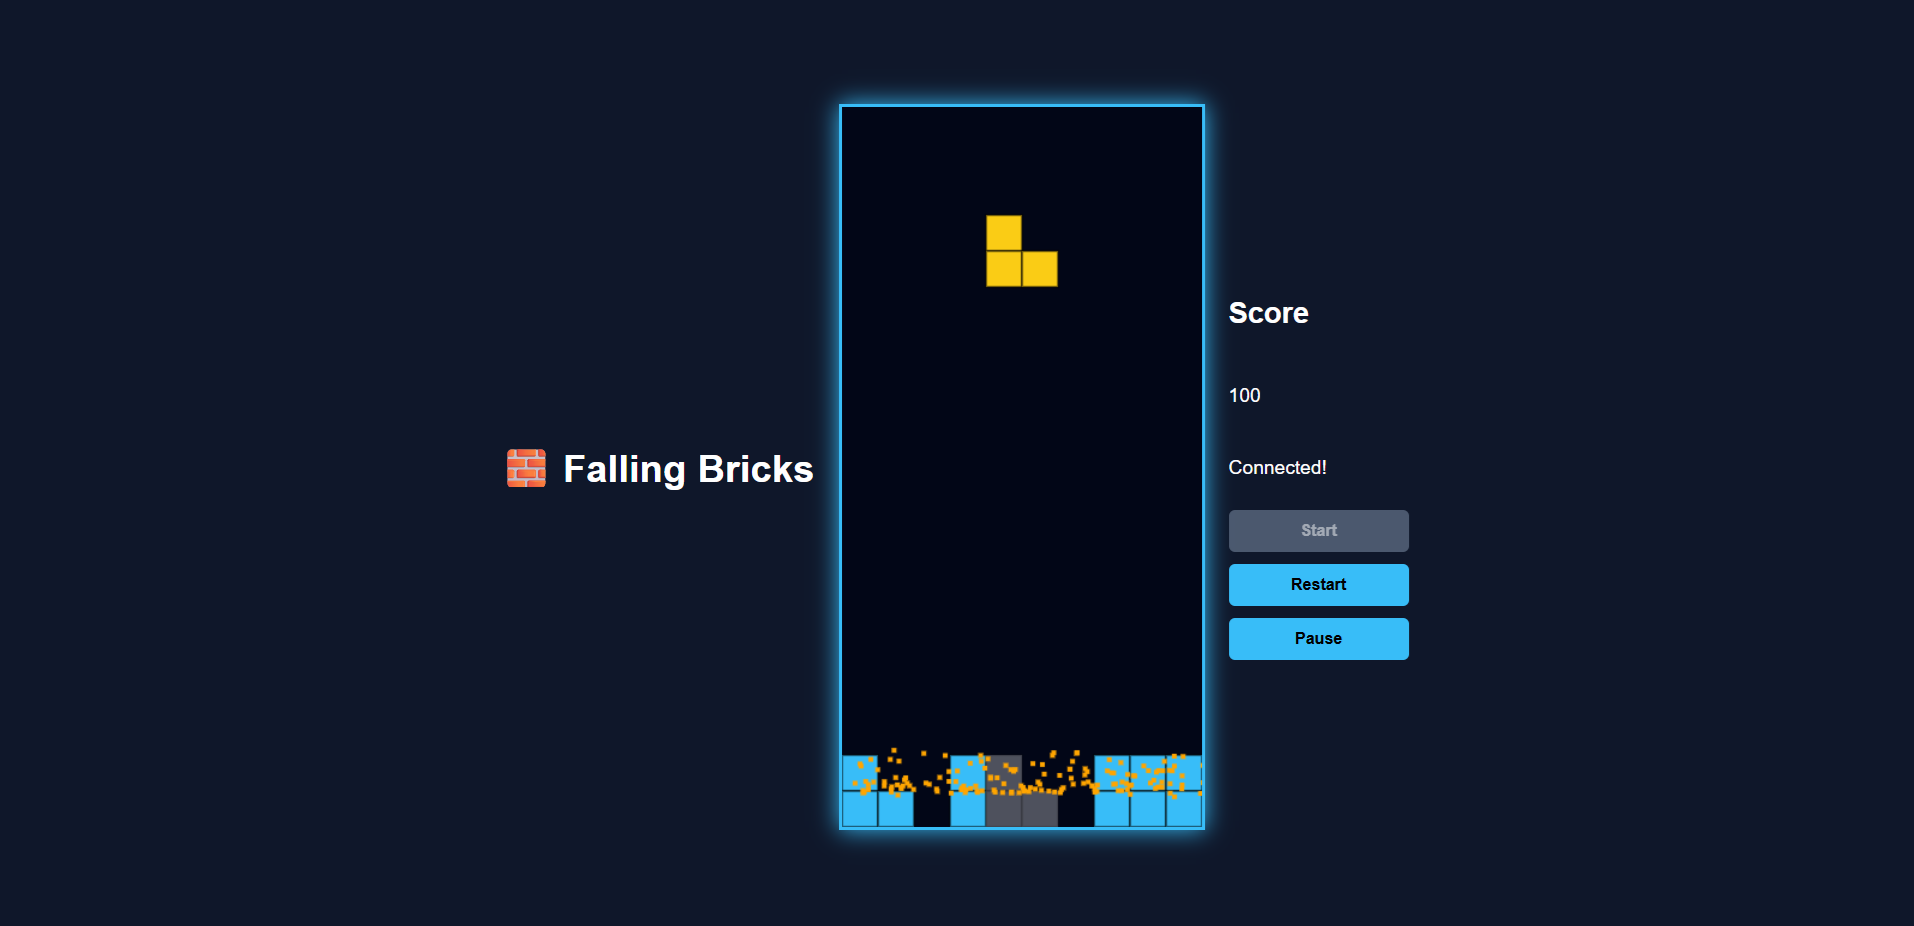 🧱 Falling Bricks
Score
100
Connected!
Start
Restart
Pause